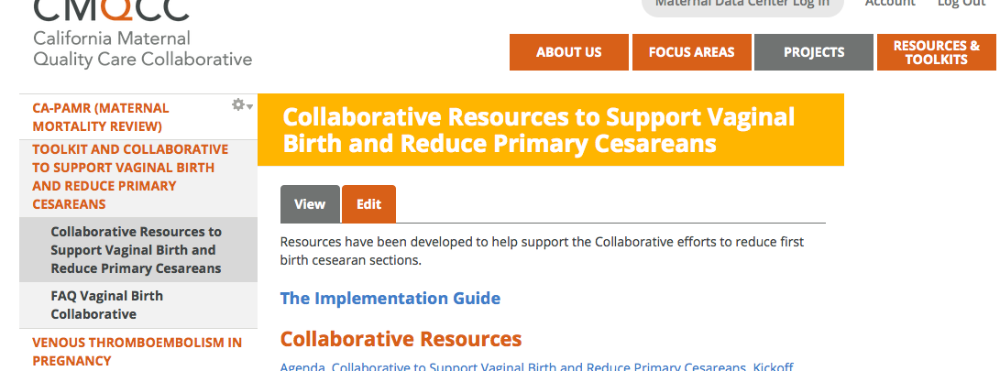 CMQCC
California Maternal
Quality Care Collaborative
Maternal Data Center Log In
Account
Log Out
ABOUT US
FOCUS AREAS
PROJECTS
RESOURCES &
TOOLKITS
CA-PAMR (MATERNAL
MORTALITY REVIEW)
TOOLKIT AND COLLABORATIVE
TO SUPPORT VAGINAL BIRTH
AND REDUCE PRIMARY
CESAREANS
Collaborative Resources to
Support Vaginal Birth and
Reduce Primary Cesareans
FAQ Vaginal Birth
Collaborative
VENOUS THROMBOEMBOLISM IN
PREGNANCY
Collaborative Resources to Support Vaginal
Birth and Reduce Primary Cesareans
View
Edit
Resources have been developed to help support the Collaborative efforts to reduce first
birth cesearan sections.
The Implementation Guide
Collaborative Resources
Agenda, Collaborative to Support Vaginal Birth and Reduce Primary Cesareans, Kickoff